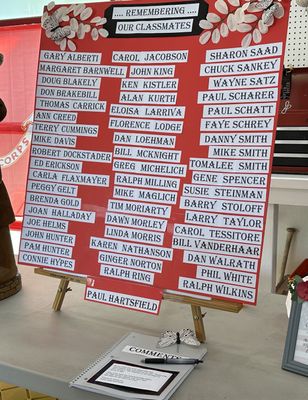 .... REMEMBERING ....
OUR CLASSMATES
GARY ALBERTI
MARGARET BARNWELL
DOUG BLAKELY
DON BRAKEBILL
THOMAS CARRICK
ANN CREED
TERRY CUMMINGS
MIKE DAVIS
ROBERT DOCKSTADER
ED ERICKSON
CARLA FLAXMAYER
PEGGY GELT
BRENDA GOLD
JOAN HALLADAY
JOE HELMS
JOHN HUNTER
PAM HUNTER
CONNIE HYPES
CAROL JACOBSON
JOHN KING
KEN KISTLER
ALAN KURTH
ELOISA LARRIVA
FLORENCE LODGE
DAN LOEHMAN
BILL MCKNIGHT
GREG MICHELICH
RALPH MILLING
MIKE MAGLICH
TIM MORIARTY
DAWN MORLEY
LINDA MORRIS
KAREN NATHANSON
GINGER NORTON
RALPH RING
PAUL HARTSFIELD
SHARON SAAD
CHUCK SANKEY
WAYNE SATZ
PAUL SCHARER
PAUL SCHATT
FAYE SCHREY
DANNY SMITH
MIKE SMITH
TOMALEE SMITH
GENE SPENCER
SUSIE STEINMAN
BARRY STOLOFF
LARRY TAYLOR
CAROL TESSITORE
BILL VANDERHAAR
DAN WALRATH
PHIL WHITE
RALPH WILKINS
COMMENTS